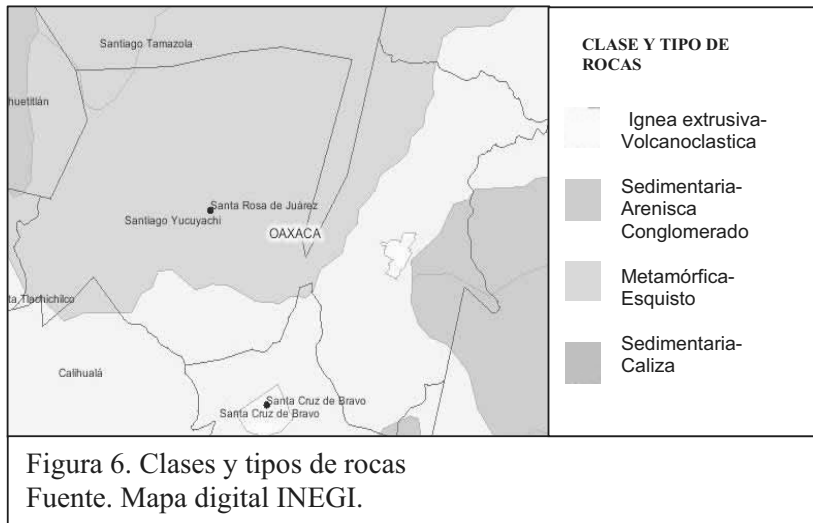 Santiago Tamazola
huetitlán
Santa Rosa de Juárez
Santiago Yucuyachi
OAXACA
ta Tlachichilco
Calihualá
Santa Cruz de Bravo
Santa Cruz de Bravo
CLASE Y TIPO DE
ROCAS
Ignea extrusiva-
Volcanoclastica
Sedimentaria-
Arenisca
Conglomerado
Metamórfica-
Esquisto
Sedimentaria-
Caliza
Figura 6. Clases y tipos de rocas
Fuente. Mapa digital INEGI.